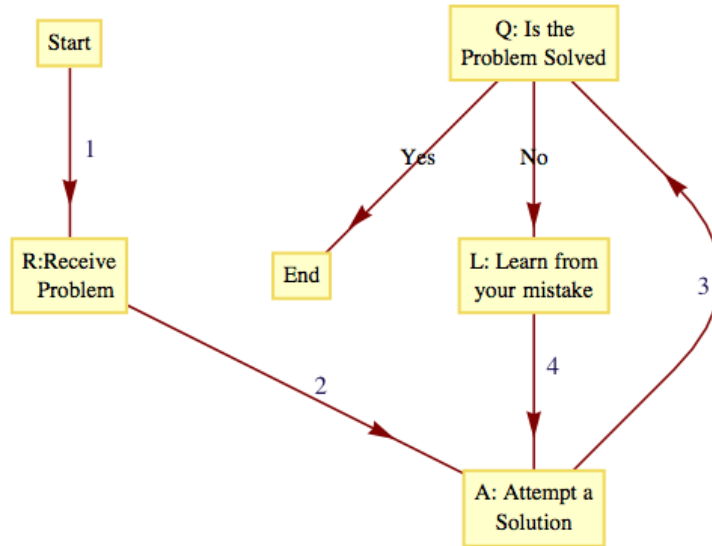 Start
Q: Is the
Problem Solved
1
Yes
No
R:Receive
Problem
End
L: Learn from
your mistake
3
2
4
A: Attempt a
Solution